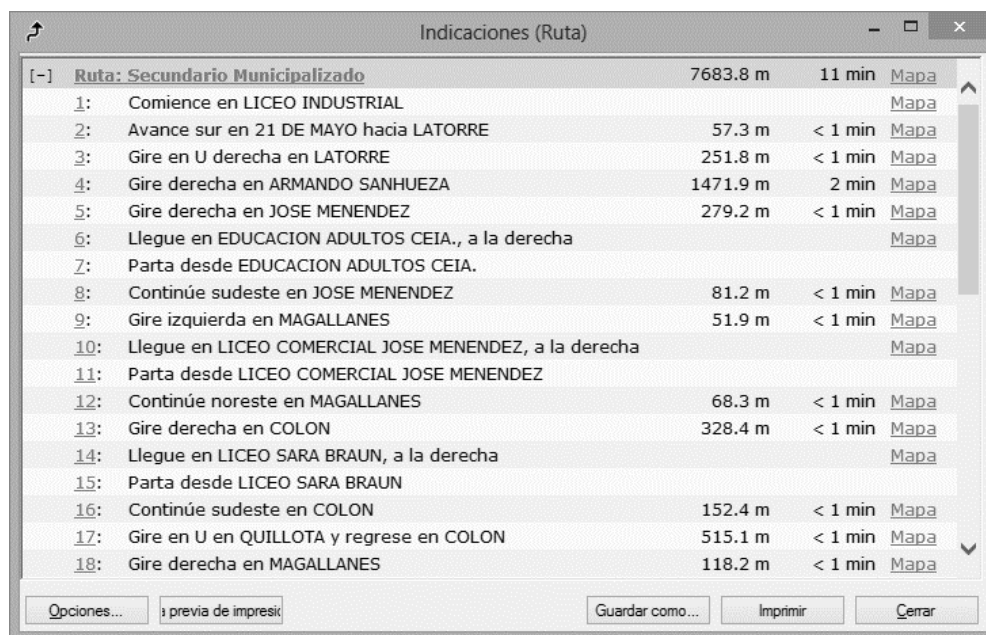 Indicaciones (Ruta)
[-] Ruta: Secundario Municipalizado 7683.8 m 11 min Mapa
1: Comience en LICEO INDUSTRIAL Mapa
2: Avance sur en 21 DE MAYO hacia LATORRE 57.3 m < 1 min Mapa
3: Gire en U derecha en LATORRE 251.8 m < 1 min Mapa
4: Gire derecha en ARMANDO SANHUEZA 1471.9 m 2 min Mapa
5: Gire derecha en JOSE MENENDEZ 279.2 m < 1 min Mapa
6: Llegue en EDUCACION ADULTOS CEIA., a la derecha Mapa
7: Parta desde EDUCACION ADULTOS CEIA.
8: Continúe sudeste en JOSE MENENDEZ 81.2 m < 1 min Mapa
9: Gire izquierda en MAGALLANES 51.9 m < 1 min Mapa
10: Llegue en LICEO COMERCIAL JOSE MENENDEZ, a la derecha Mapa
11: Parta desde LICEO COMERCIAL JOSE MENENDEZ
12: Continúe noreste en MAGALLANES 68.3 m < 1 min Mapa
13: Gire derecha en COLON 328.4 m < 1 min Mapa
14: Llegue en LICEO SARA BRAUN, a la derecha Mapa
15: Parta desde LICEO SARA BRAUN
16: Continúe sudeste en COLON 152.4 m < 1 min Mapa
17: Gire en U en QUILLOTA y regrese en COLON 515.1 m < 1 min Mapa
18: Gire derecha en MAGALLANES 118.2 m < 1 min Mapa
Opciones... a previa de impresió Guardar como... Imprimir Cerrar